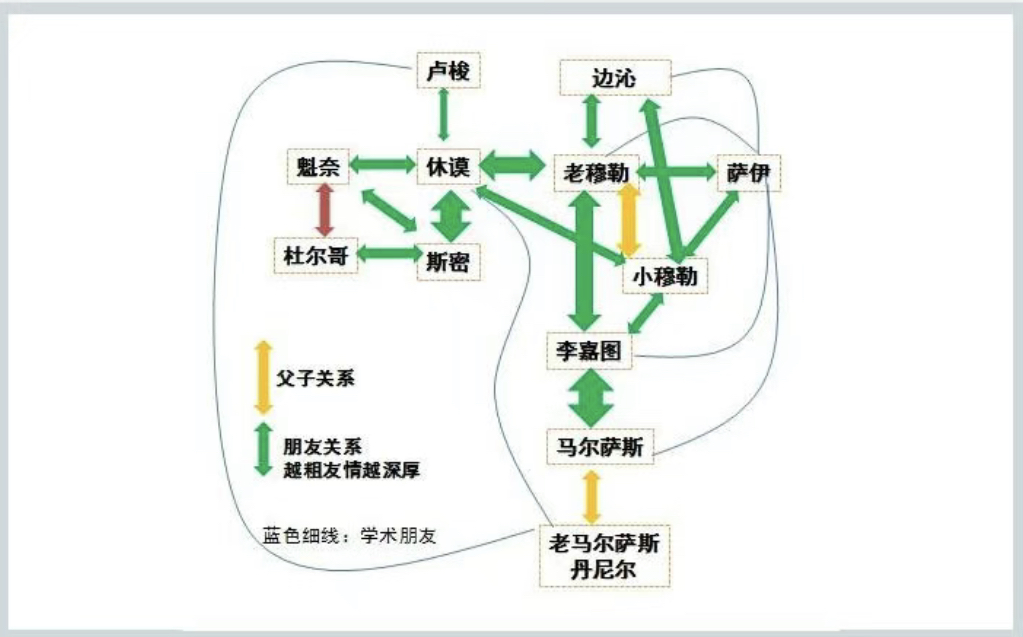 卢梭
边沁
魁奈
休谟
老穆勒
萨伊
杜尔哥
斯密
小穆勒
李嘉图
父子关系
朋友关系
越粗友情越深厚
马尔萨斯
蓝色细线：学术朋友
老马尔萨斯
丹尼尔